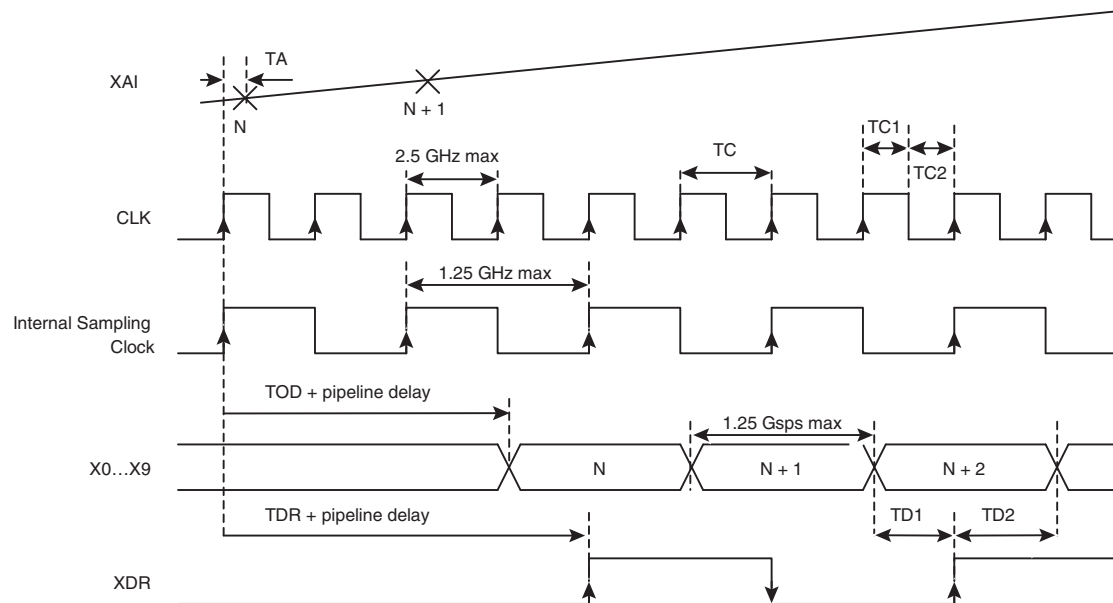 TA
XAI
N
N + 1
TC1
2.5 GHz max
TC
TC2
CLK
1.25 GHz max
Internal Sampling
Clock
TOD + pipeline delay
1.25 Gsps max
X0…X9
N
N + 1
N + 2
TDR + pipeline delay
TD1
TD2
XDR